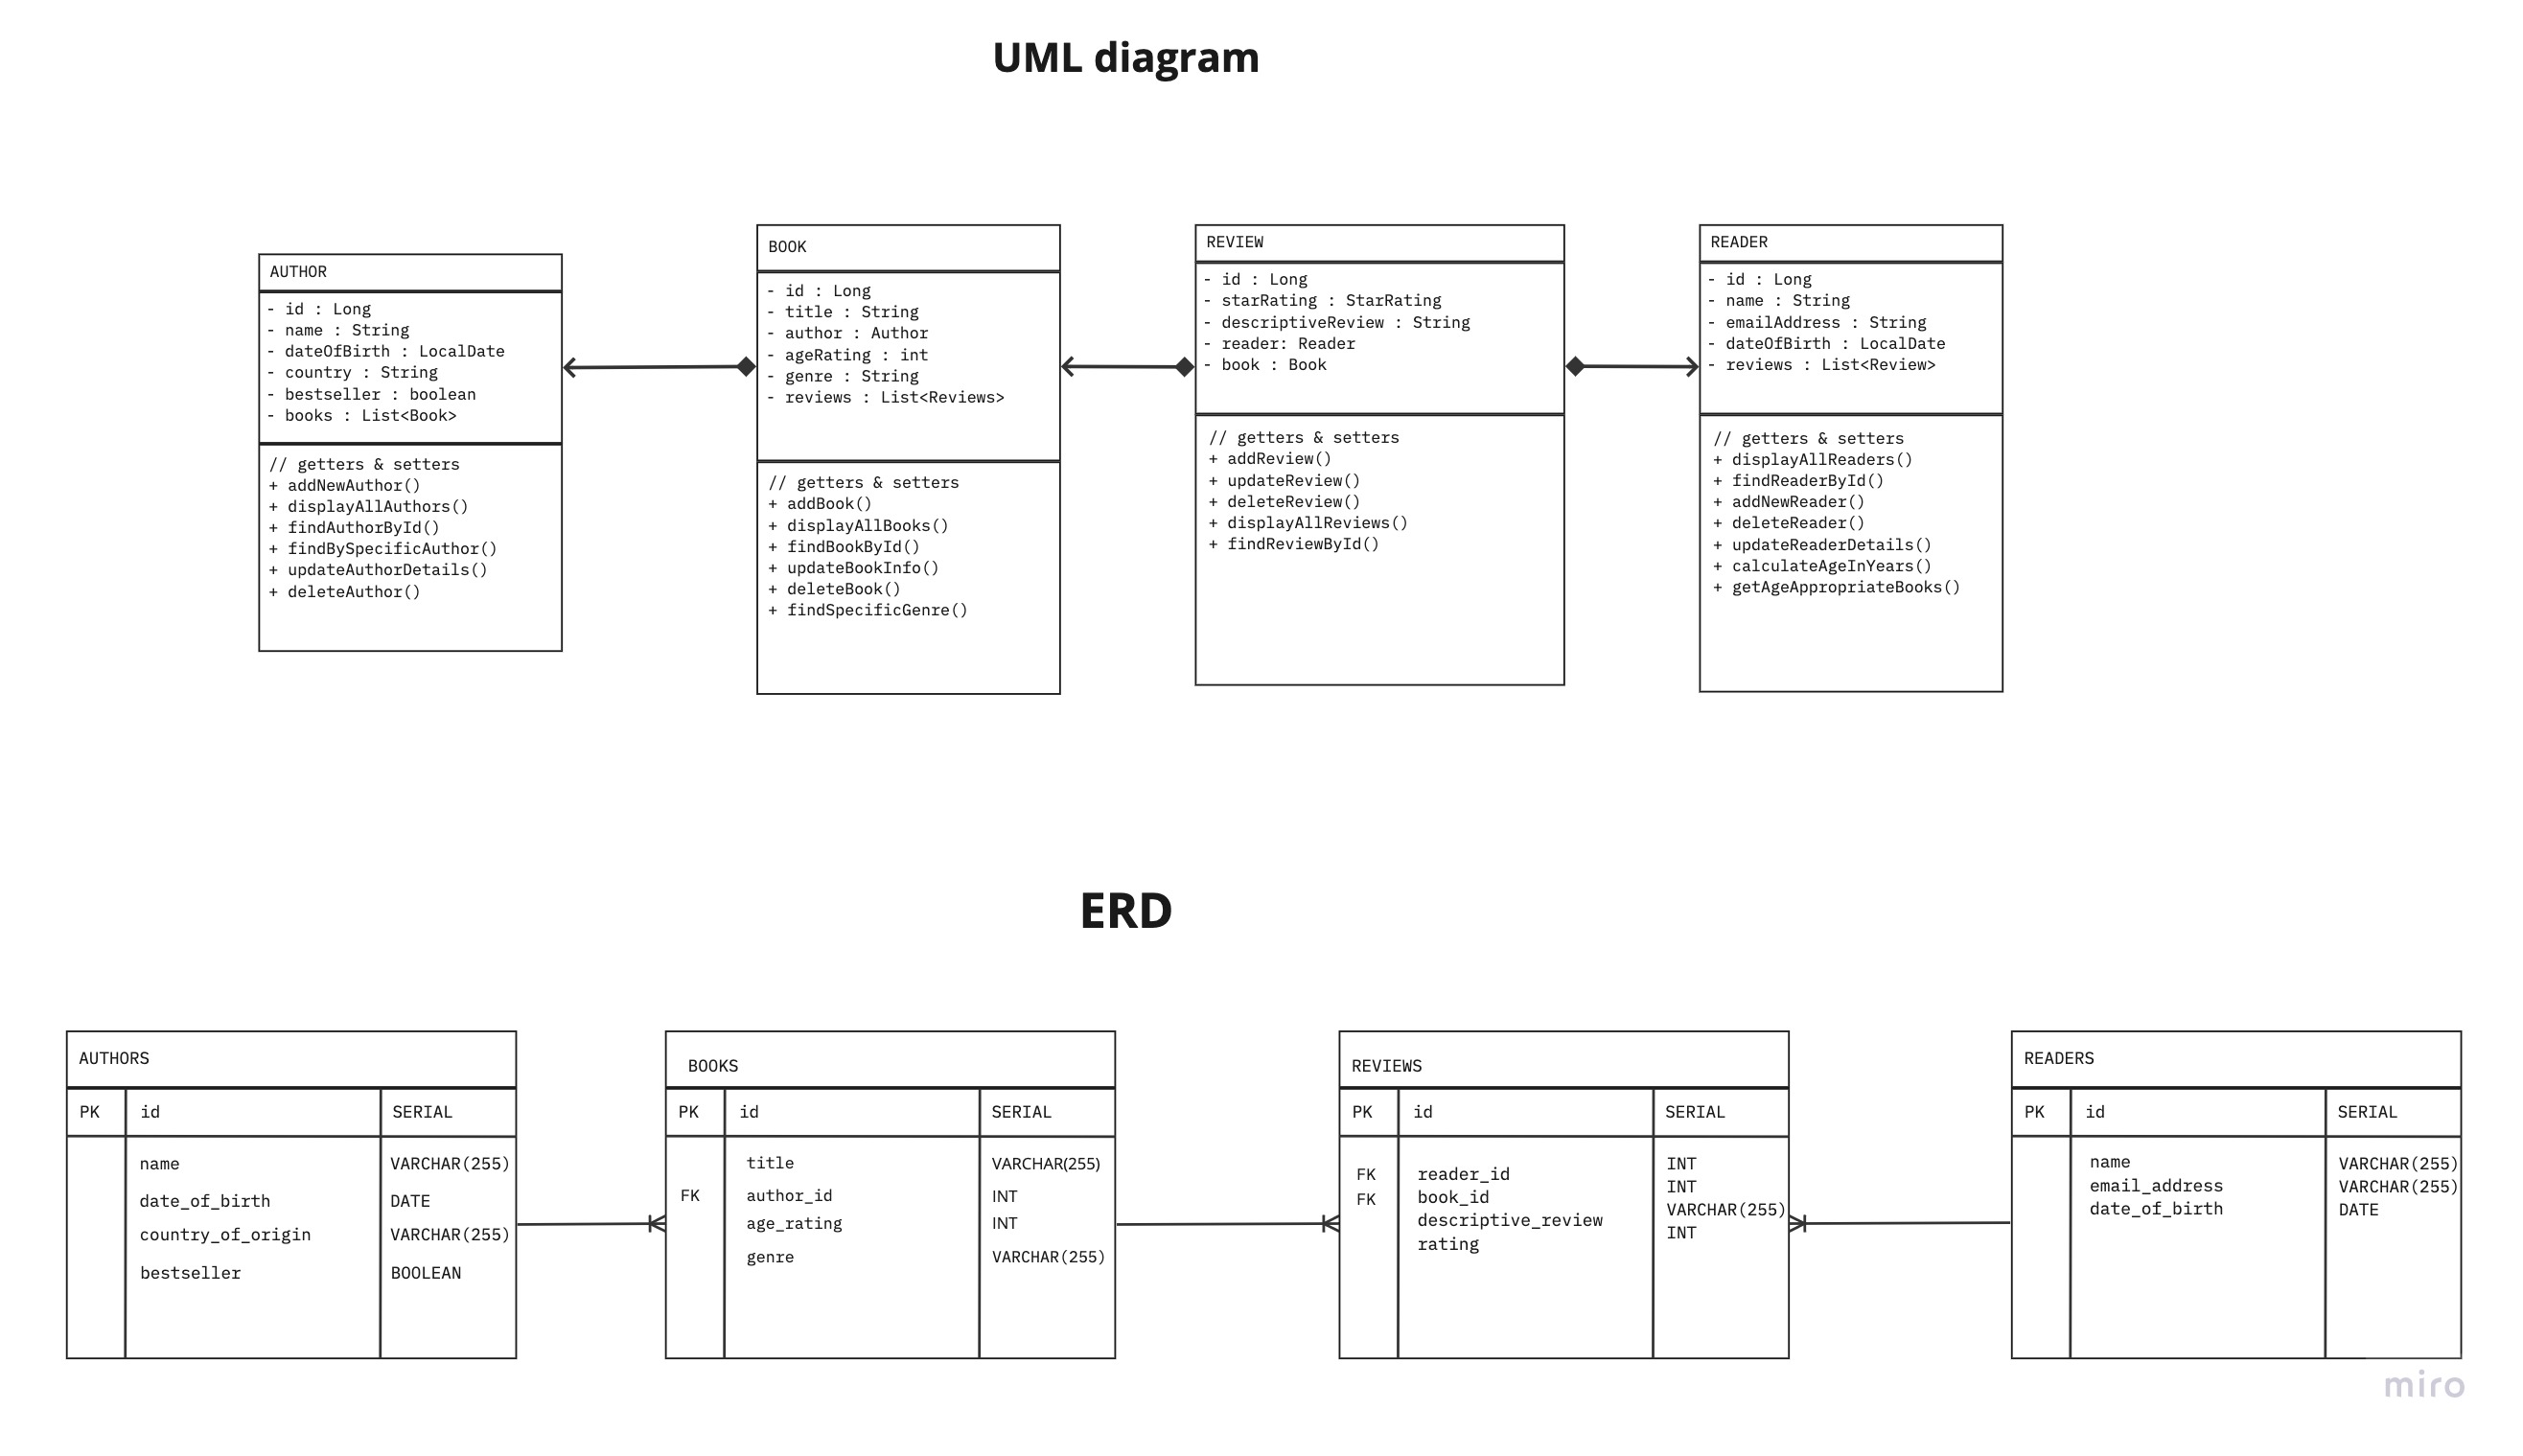 UML diagram
AUTHOR
- id : Long
- name : String
- dateOfBirth : LocalDate
- country : String
- bestseller : boolean
- books : List<Book>
// getters & setters
+ addNewAuthor()
+ displayAllAuthors()
+ findAuthorById()
+ findBySpecificAuthor()
+ updateAuthorDetails()
+ deleteAuthor()
BOOK
- id : Long
- title : String
- author : Author
- ageRating : int
- genre : String
- reviews : List<Reviews>
// getters & setters
+ addBook()
+ displayAllBooks()
+ findBookById()
+ updateBookInfo()
+ deleteBook()
+ findSpecificGenre()
REVIEW
- id : Long
- starRating : StarRating
- descriptiveReview : String
- reader: Reader
- book : Book
// getters & setters
+ addReview()
+ updateReview()
+ deleteReview()
+ displayAllReviews()
+ findReviewById()
READER
- id : Long
- name : String
- emailAddress : String
- dateOfBirth : LocalDate
- reviews : List<Review>
// getters & setters
+ displayAllReaders()
+ findReaderById()
+ addNewReader()
+ deleteReader()
+ updateReaderDetails()
+ calculateAgeInYears()
+ getAgeAppropriateBooks()
ERD
AUTHORS
PK id SERIAL
name VARCHAR(255)
date_of_birth DATE
country_of_origin VARCHAR(255)
bestseller BOOLEAN
BOOKS
PK id SERIAL
title VARCHAR(255)
FK author_id INT
age_rating INT
genre VARCHAR(255)
REVIEWS
PK id SERIAL
FK reader_id INT
FK book_id INT
descriptive_review VARCHAR(255)
rating INT
READERS
PK id SERIAL
name VARCHAR(255)
email_address VARCHAR(255)
date_of_birth DATE
miro